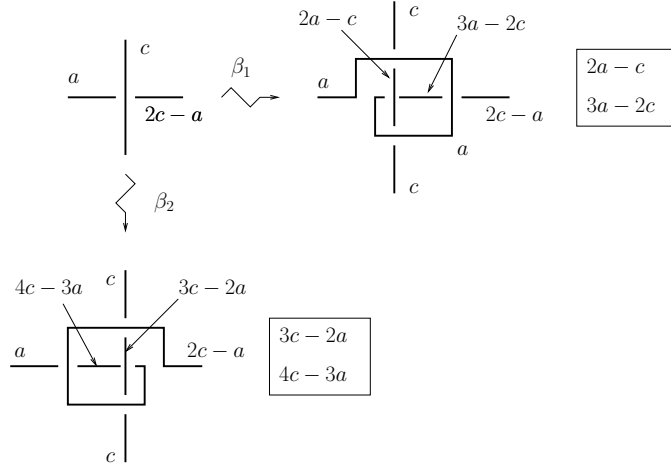 c
a
2c − a
β₁
2a − c
c
3a − 2c
a
2c − a
a
c
2a − c
3a − 2c
β₂
c
4c − 3a
3c − 2a
a
2c − a
c
3c − 2a
4c − 3a